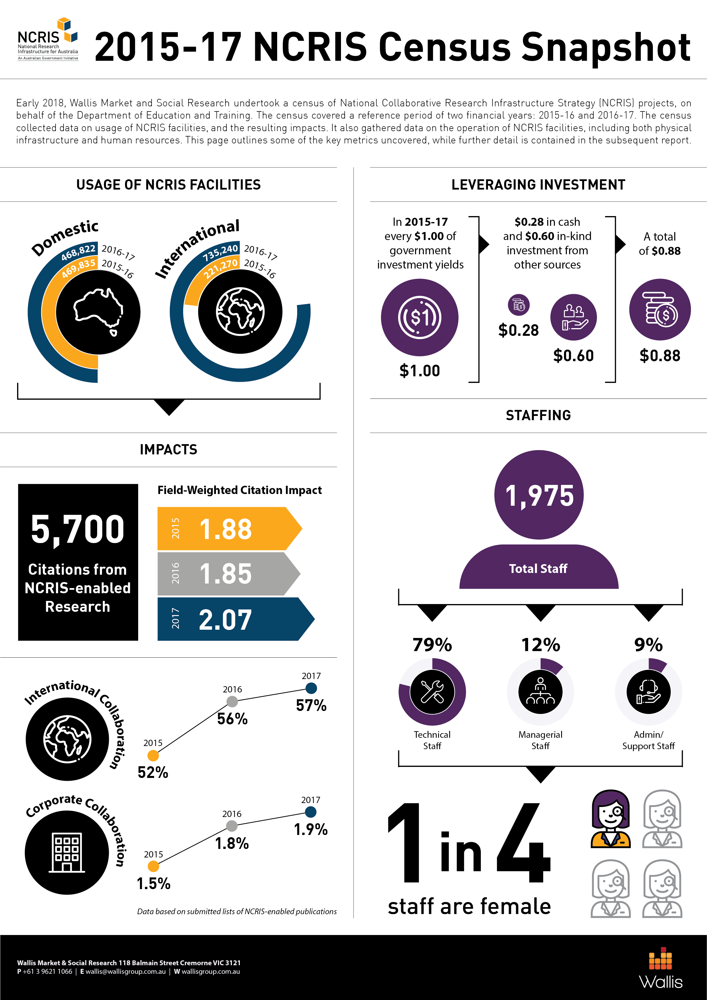 NCRIS
National Research
Infrastructure for Australia
An Australian Government Initiative
2015-17 NCRIS Census Snapshot
Early 2018, Wallis Market and Social Research undertook a census of National Collaborative Research Infrastructure Strategy (NCRIS) projects, on
behalf of the Department of Education and Training. The census covered a reference period of two financial years: 2015-16 and 2016-17. The census
collected data on usage of NCRIS facilities, and the resulting impacts. It also gathered data on the operation of NCRIS facilities, including both physical
infrastructure and human resources. This page outlines some of the key metrics uncovered, while further detail is contained in the subsequent report.
USAGE OF NCRIS FACILITIES
Domestic
468,822 2016-17
469,835 2015-16
International
735,240 2016-17
221,270 2015-16
IMPACTS
5,700
Citations from
NCRIS-enabled
Research
Field-Weighted Citation Impact
2015 1.88
2016 1.85
2017 2.07
International Collaboration
2015
52%
2016
56%
2017
57%
Corporate Collaboration
2015
1.5%
2016
1.8%
2017
1.9%
Data based on submitted lists of NCRIS-enabled publications
LEVERAGING INVESTMENT
In 2015-17
every $1.00 of
government
investment yields
$1
$1.00
$0.28 in cash
and $0.60 in-kind
investment from
other sources
$
$0.28
$0.60
A total
of $0.88
$
$0.88
STAFFING
1,975
Total Staff
79%
Technical
Staff
12%
Managerial
Staff
9%
Admin/
Support Staff
1 in 4
staff are female
Wallis Market & Social Research 118 Balmain Street Cremorne VIC 3121
P +61 3 9621 1066 | E wallis@wallisgroup.com.au | W wallisgroup.com.au
Wallis